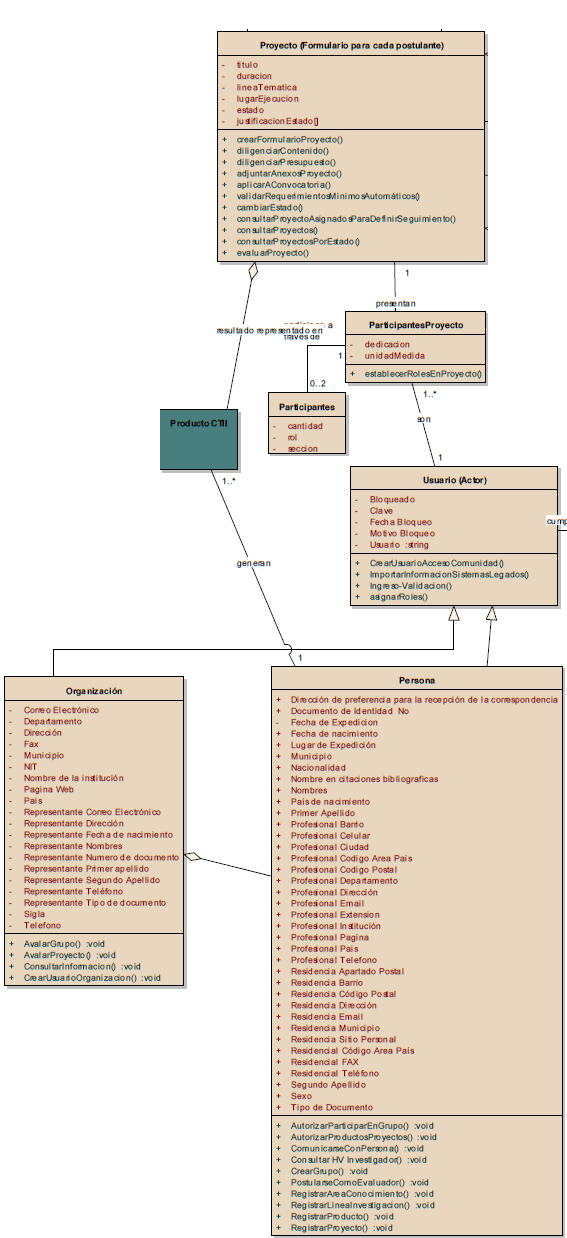 Proyecto (Formulario para cada postulante)
- titulo
- duracion
- lineaTematica
- lugarEjecucion
- estado
- justificacionEstado[]
+ crearFormularioProyecto()
+ diligenciarContenido()
+ diligenciarPresupuesto()
+ adjuntarAnexosProyecto()
+ aplicarAConvocatoria()
+ validarRequerimientosMinimosAutomáticos()
+ cambiarEstado()
+ consultarProyectoAsignadosParaDefinirSeguimiento()
+ consultarProyectos()
+ consultarProyectosPorEstado()
+ evaluarProyecto()
1
presentan
resultado representado en
a
través de
ParticipantesProyecto
- dedicacion
- unidadMedida
+ establecerRolesEnProyecto()
1
0..2
1..*
Participantes
- cantidad
- rol
- seccion
Producto CTII
son
1..*
1
Usuario (Actor)
- Bloqueado
- Clave
- Fecha Bloqueo
- Motivo Bloqueo
- Usuario :string
+ CrearUsuarioAccesoComunidad()
+ ImportarInformacionSistemasLegados()
+ Ingreso-Validacion()
+ asignarRoles()
cump
generan
1
Organización
- Correo Electrónico
- Departamento
- Dirección
- Fax
- Municipio
- NIT
- Nombre de la institución
- Pagina Web
- Pais
- Representante Correo Electrónico
- Representante Dirección
- Representante Fecha de nacimiento
- Representante Nombres
- Representante Numero de documento
- Representante Primer apellido
- Representante Segundo Apellido
- Representante Teléfono
- Representante Tipo de documento
- Sigla
- Telefono
+ AvalarGrupo() :void
+ AvalarProyecto() :void
+ ConsultarInformacion() :void
+ CrearUsuarioOrganizacion() :void
Persona
+ Dirección de preferencia para la recepción de la correspondencia
+ Documento de Identidad No
- Fecha de Expedicion
+ Fecha de nacimiento
+ Lugar de Expedición
+ Municipio
+ Nacionalidad
+ Nombre en citaciones bibliograficas
+ Nombres
+ País de nacimiento
+ Primer Apellido
+ Profesional Barrio
+ Profesional Celular
+ Profesional Ciudad
+ Profesional Codigo Area Pais
+ Profesional Codigo Postal
+ Profesional Departamento
+ Profesional Dirección
+ Profesional Email
+ Profesional Extension
+ Profesional Institución
+ Profesional Pagina
+ Profesional Pais
+ Profesional Telefono
+ Residencia Apartado Postal
+ Residencia Barrio
+ Residencia Código Postal
+ Residencia Dirección
+ Residencia Email
+ Residencia Municipio
+ Residencia Sitio Personal
+ Residencial Código Area País
+ Residencial FAX
+ Residencial Teléfono
+ Segundo Apellido
+ Sexo
+ Tipo de Documento
+ AutorizarParticiparEnGrupo() :void
+ AutorizarProductosProyectos() :void
+ ComunicarseConPersona() :void
+ Consultar HV Investigador() :void
+ CrearGrupo() :void
+ PostularseComoEvaluador() :void
+ RegistrarAreaConocimiento() :void
+ RegistrarLineaInvestigacion() :void
+ RegistrarProducto() :void
+ RegistrarProyecto() :void